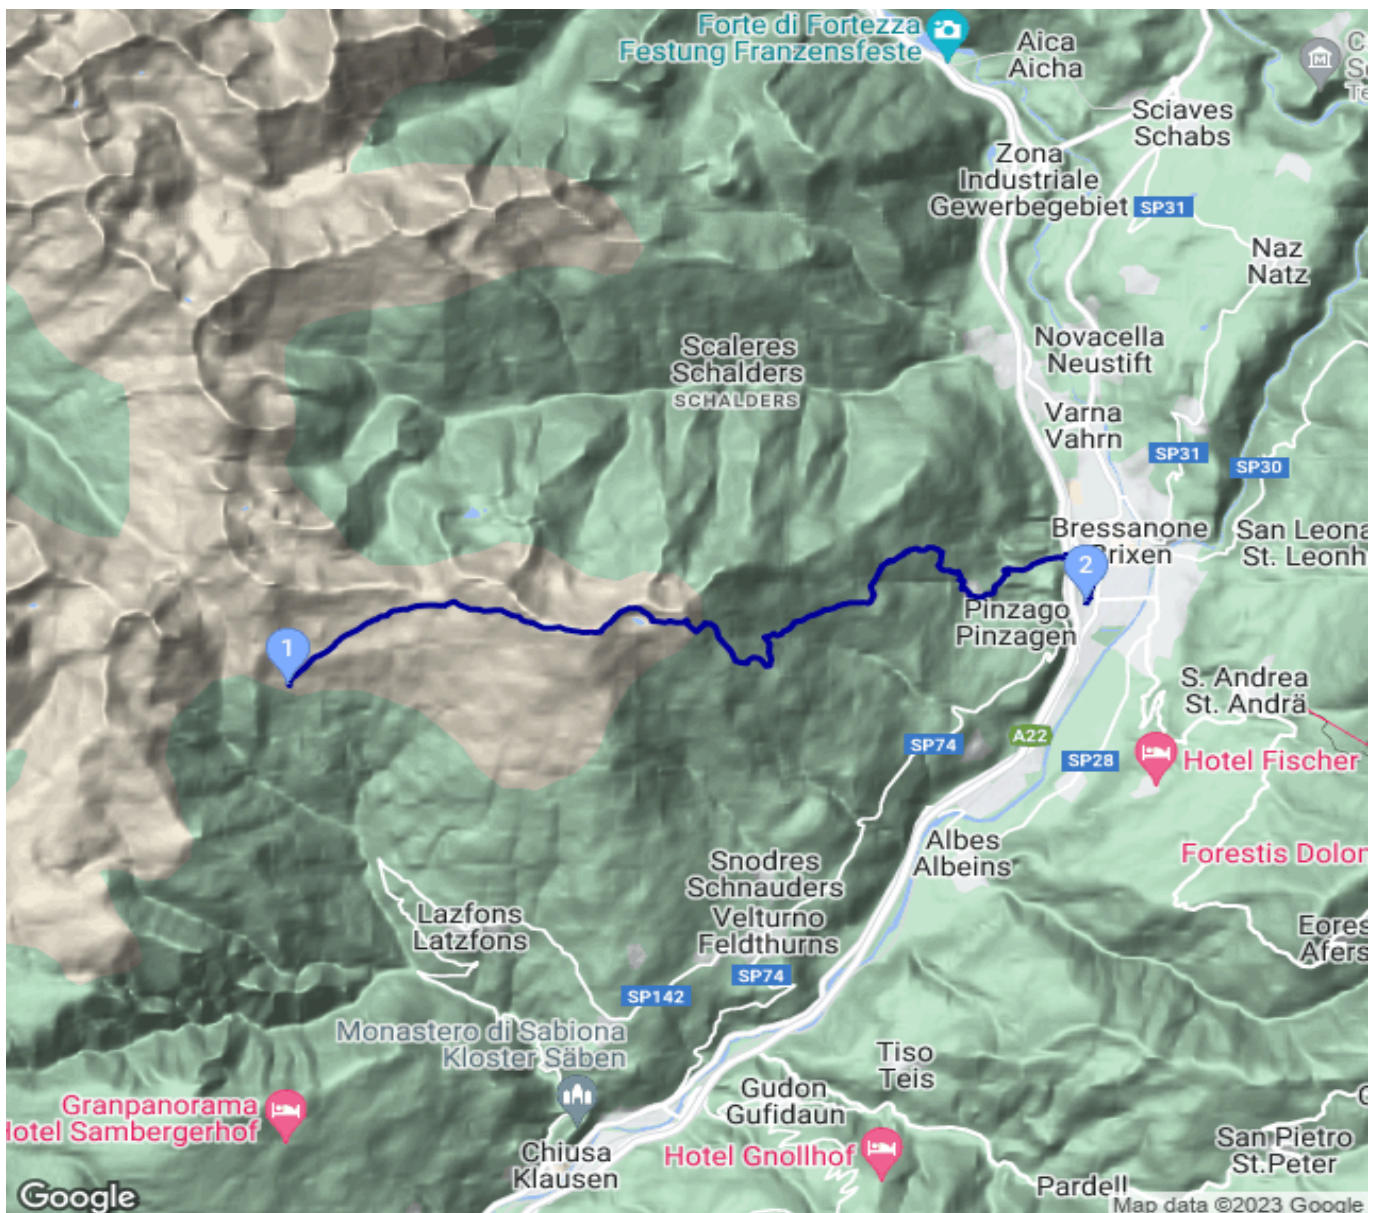 Forte di Fortezza
Festung Franzensfeste
Aica
Aicha
Sciaves
Schabs
Zona
Industriale
Gewerbegebiet
SP31
Naz
Natz
Scaleres
Schalders
SCHALDERS
Novacella
Neustift
Varna
Vahrn
SP31
SP30
Bressanone
Brixen
San Leona
St. Leonh
2
1
Pinzago
Pinzagen
S. Andrea
St. Andrä
A22
SP74
SP28
Hotel Fischer
Albes
Albeins
Forestis Dolor
Snodres
Schnauders
Velturno
Feldthurns
Lazfons
Latzfons
Eores
Afers
SP74
SP142
Monastero di Sabiona
Kloster Säben
Tiso
Teis
Gudon
Gufidaun
Granpanorama
Hotel Sambergerhof
Chiusa
Klausen
Hotel Gnollhof
San Pietro
St.Peter
Pardell
Google
Map data ©2023 Google